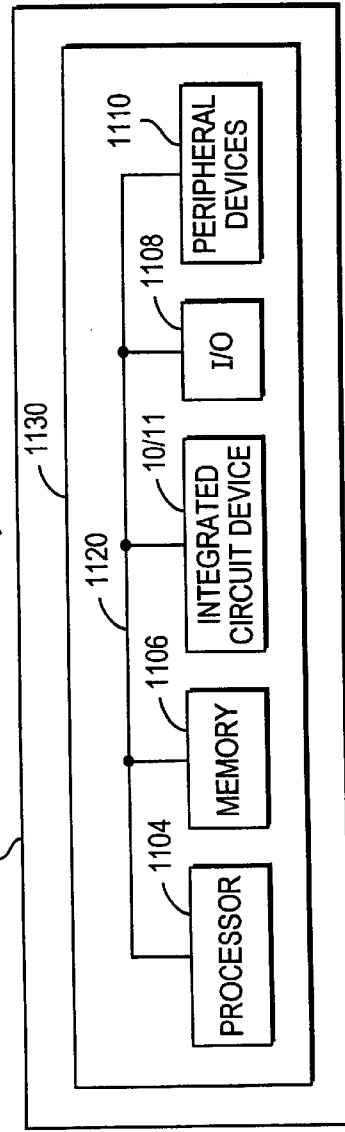 1130
1120
1104
1106
10/11
1108
1110
PROCESSOR
MEMORY
INTEGRATED
CIRCUIT DEVICE
I/O
PERIPHERAL
DEVICES